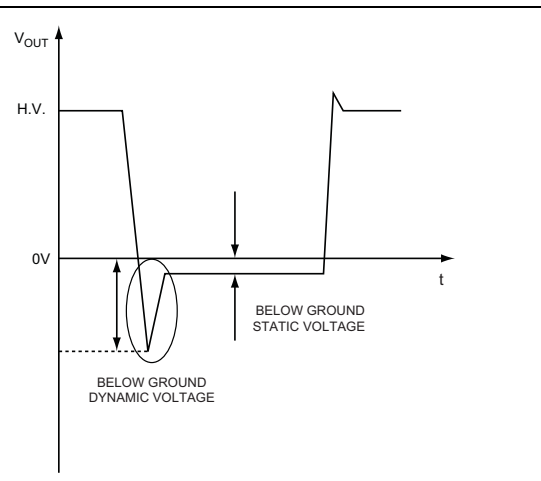 VOUT
H.V.
0V
t
BELOW GROUND
STATIC VOLTAGE
BELOW GROUND
DYNAMIC VOLTAGE